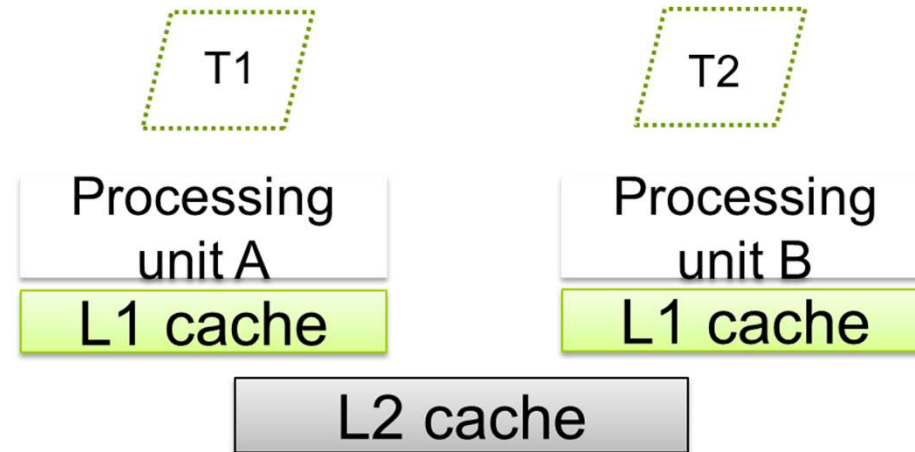 T1
T2
Processing
unit A
Processing
unit B
L1 cache
L1 cache
L2 cache